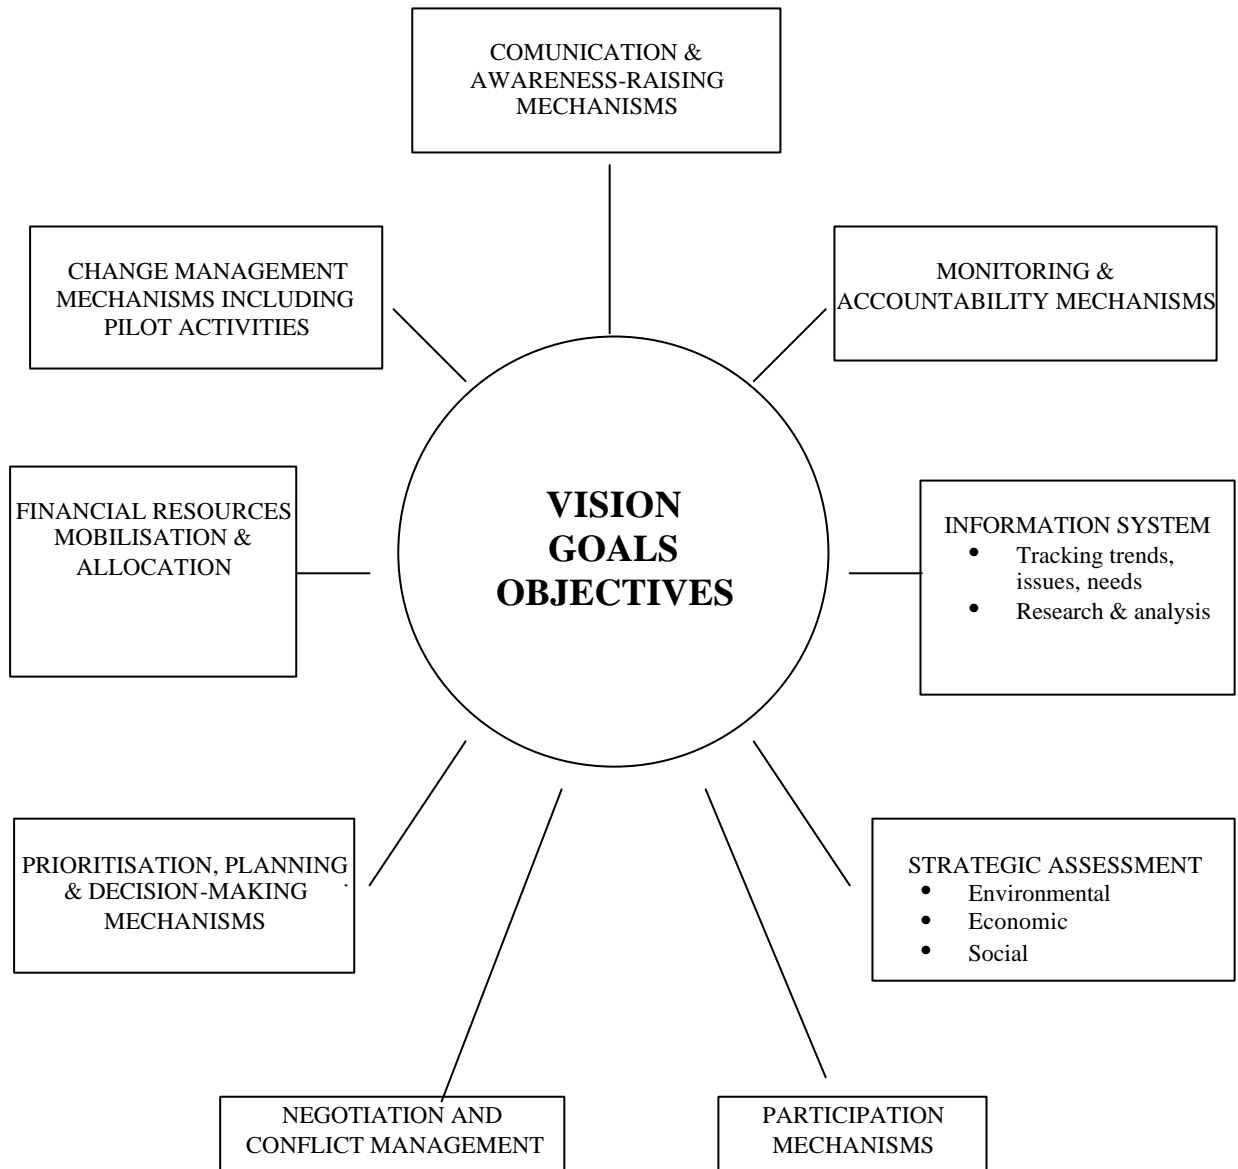 COMUNICATION &
AWARENESS-RAISING
MECHANISMS
CHANGE MANAGEMENT
MECHANISMS INCLUDING
PILOT ACTIVITIES
MONITORING &
ACCOUNTABILITY MECHANISMS
FINANCIAL RESOURCES
MOBILISATION &
ALLOCATION
VISION
GOALS
OBJECTIVES
INFORMATION SYSTEM
• Tracking trends,
issues, needs
• Research & analysis
PRIORITISATION, PLANNING
& DECISION-MAKING
MECHANISMS
STRATEGIC ASSESSMENT
• Environmental
• Economic
• Social
NEGOTIATION AND
CONFLICT MANAGEMENT
PARTICIPATION
MECHANISMS